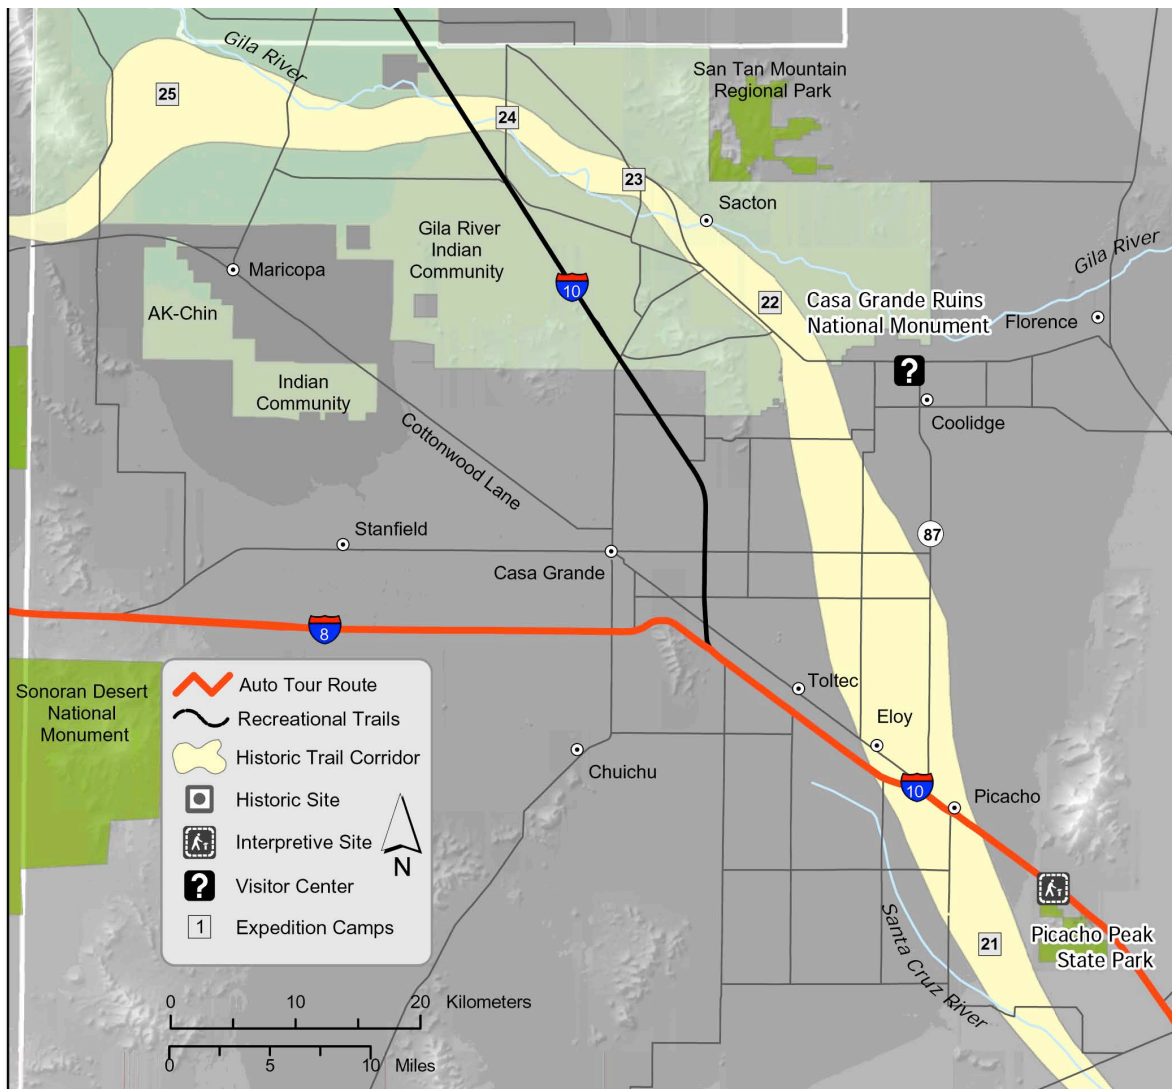 Gila River
25
24
San Tan Mountain
Regional Park
23
Sacton
Gila River
Indian
Community
Gila River
Maricopa
10
22
Casa Grande Ruins
National Monument
AK-Chin
Florence
?
Indian
Community
Coolidge
Cottonwood Lane
Stanfield
87
Casa Grande
8
Sonoran Desert
National
Monument
Toltec
Eloy
Chuichu
10
Picacho
Picacho Peak
State Park
21
Santa Cruz River
Auto Tour Route
Recreational Trails
Historic Trail Corridor
Historic Site
Interpretive Site
N
? Visitor Center
1 Expedition Camps
0 10 20 Kilometers
0 5 10 Miles